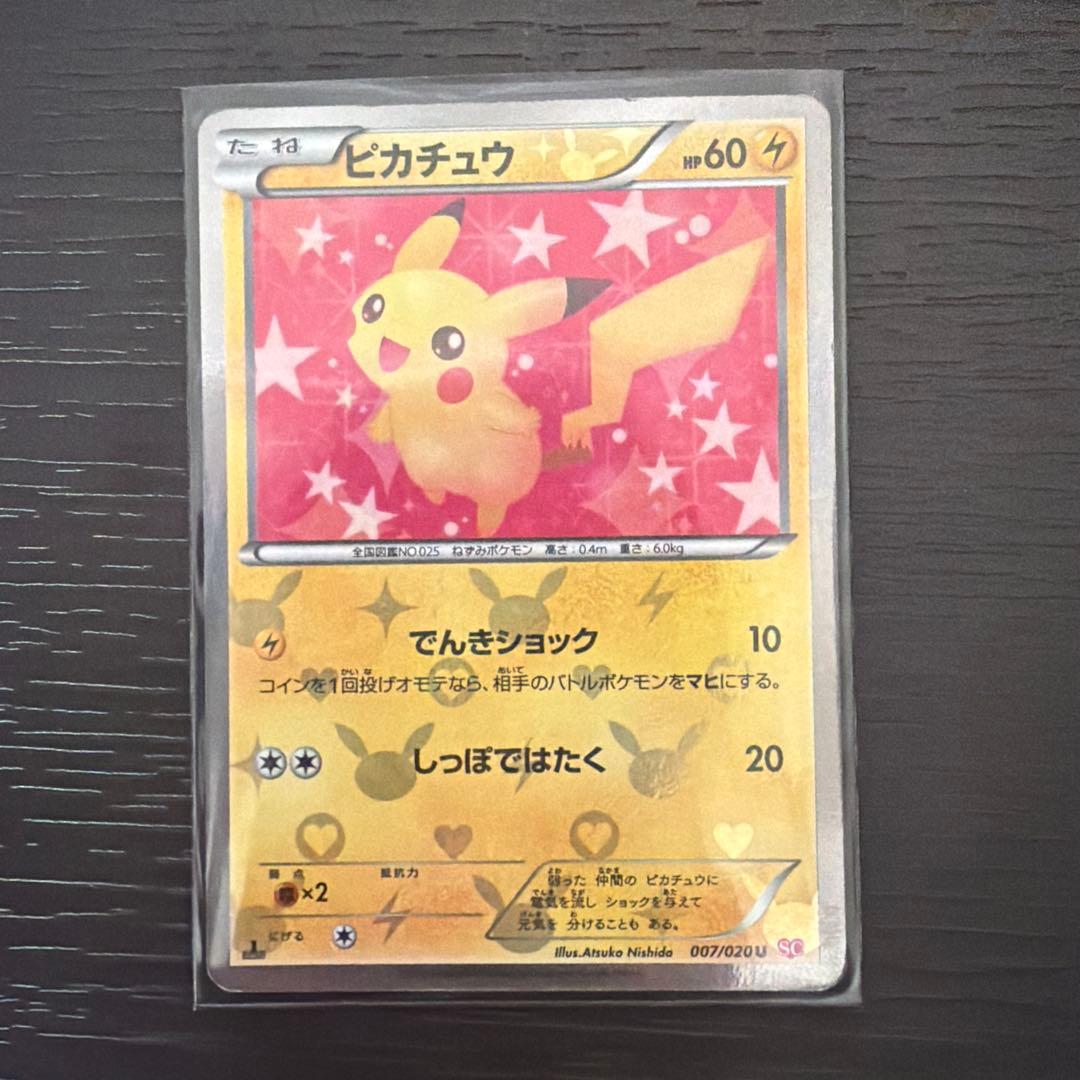 たね ピカチュウ HP60
全国図鑑NO.025 ねずみポケモン 高さ:0.4m 重さ:6.0kg
でんきショック 10
コインを1回投げオモテなら、相手のバトルポケモンをマヒにする。
しっぽではたく 20
弱点 抵抗力
×2
にげる
弱った 仲間の ピカチュウに
電気を流し ショックを与えて
元気を 分けることも ある。
1
Illus.Atsuko Nishida 007/020 U SC